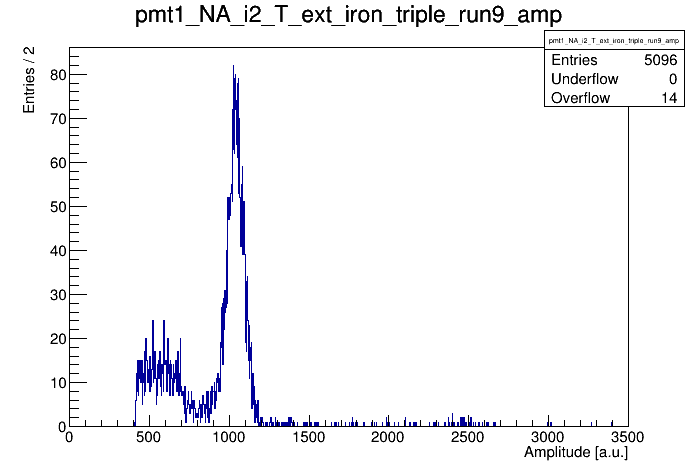 pmt1_NA_i2_T_ext_iron_triple_run9_amp
pmt1_NA_i2_T_ext_iron_triple_run9_amp
Entries 5096
Underflow 0
Overflow 14
Entries / 2
80
70
60
50
40
30
20
10
0
0 500 1000 1500 2000 2500 3000 3500
Amplitude [a.u.]